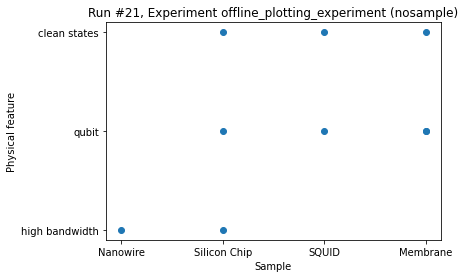 Run #21, Experiment offline_plotting_experiment (nosample)
clean states
qubit
high bandwidth
Physical feature
Nanowire Silicon Chip SQUID Membrane
Sample